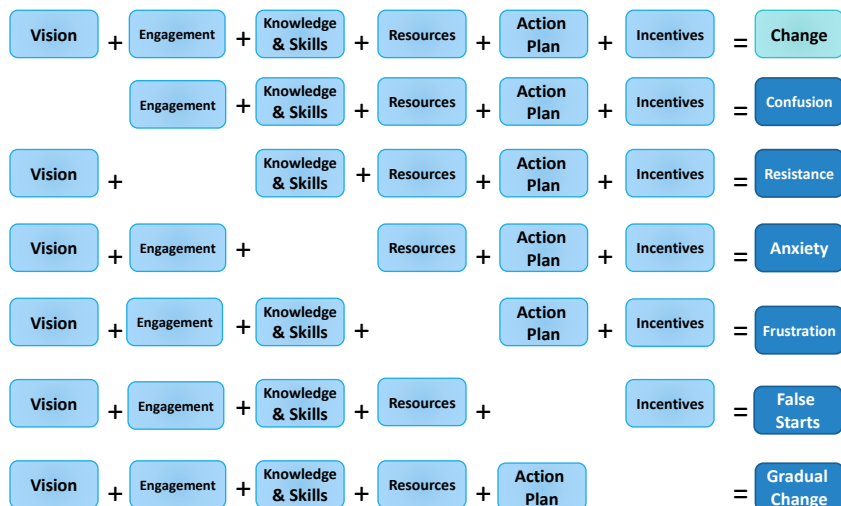 Vision + Engagement + Knowledge & Skills + Resources + Action Plan + Incentives = Change
Engagement + Knowledge & Skills + Resources + Action Plan + Incentives = Confusion
Vision + Knowledge & Skills + Resources + Action Plan + Incentives = Resistance
Vision + Engagement + Resources + Action Plan + Incentives = Anxiety
Vision + Engagement + Knowledge & Skills + Action Plan + Incentives = Frustration
Vision + Engagement + Knowledge & Skills + Resources + Incentives = False Starts
Vision + Engagement + Knowledge & Skills + Resources + Action Plan = Gradual Change